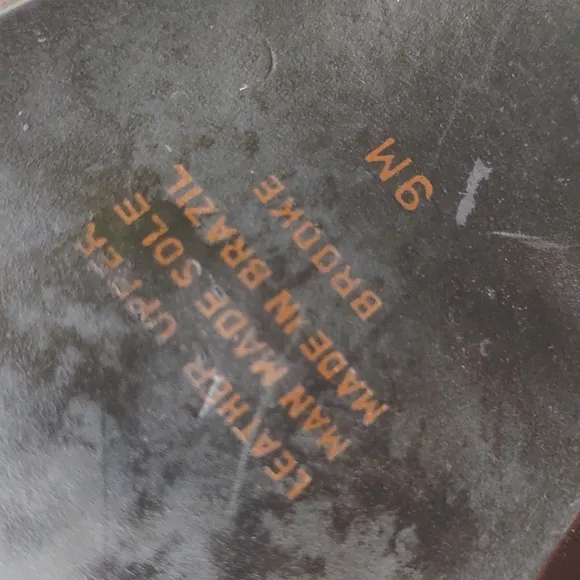 LEATHER UPPER
MAN MADE SOLE
MADE IN BRAZIL
BROOKE
9M